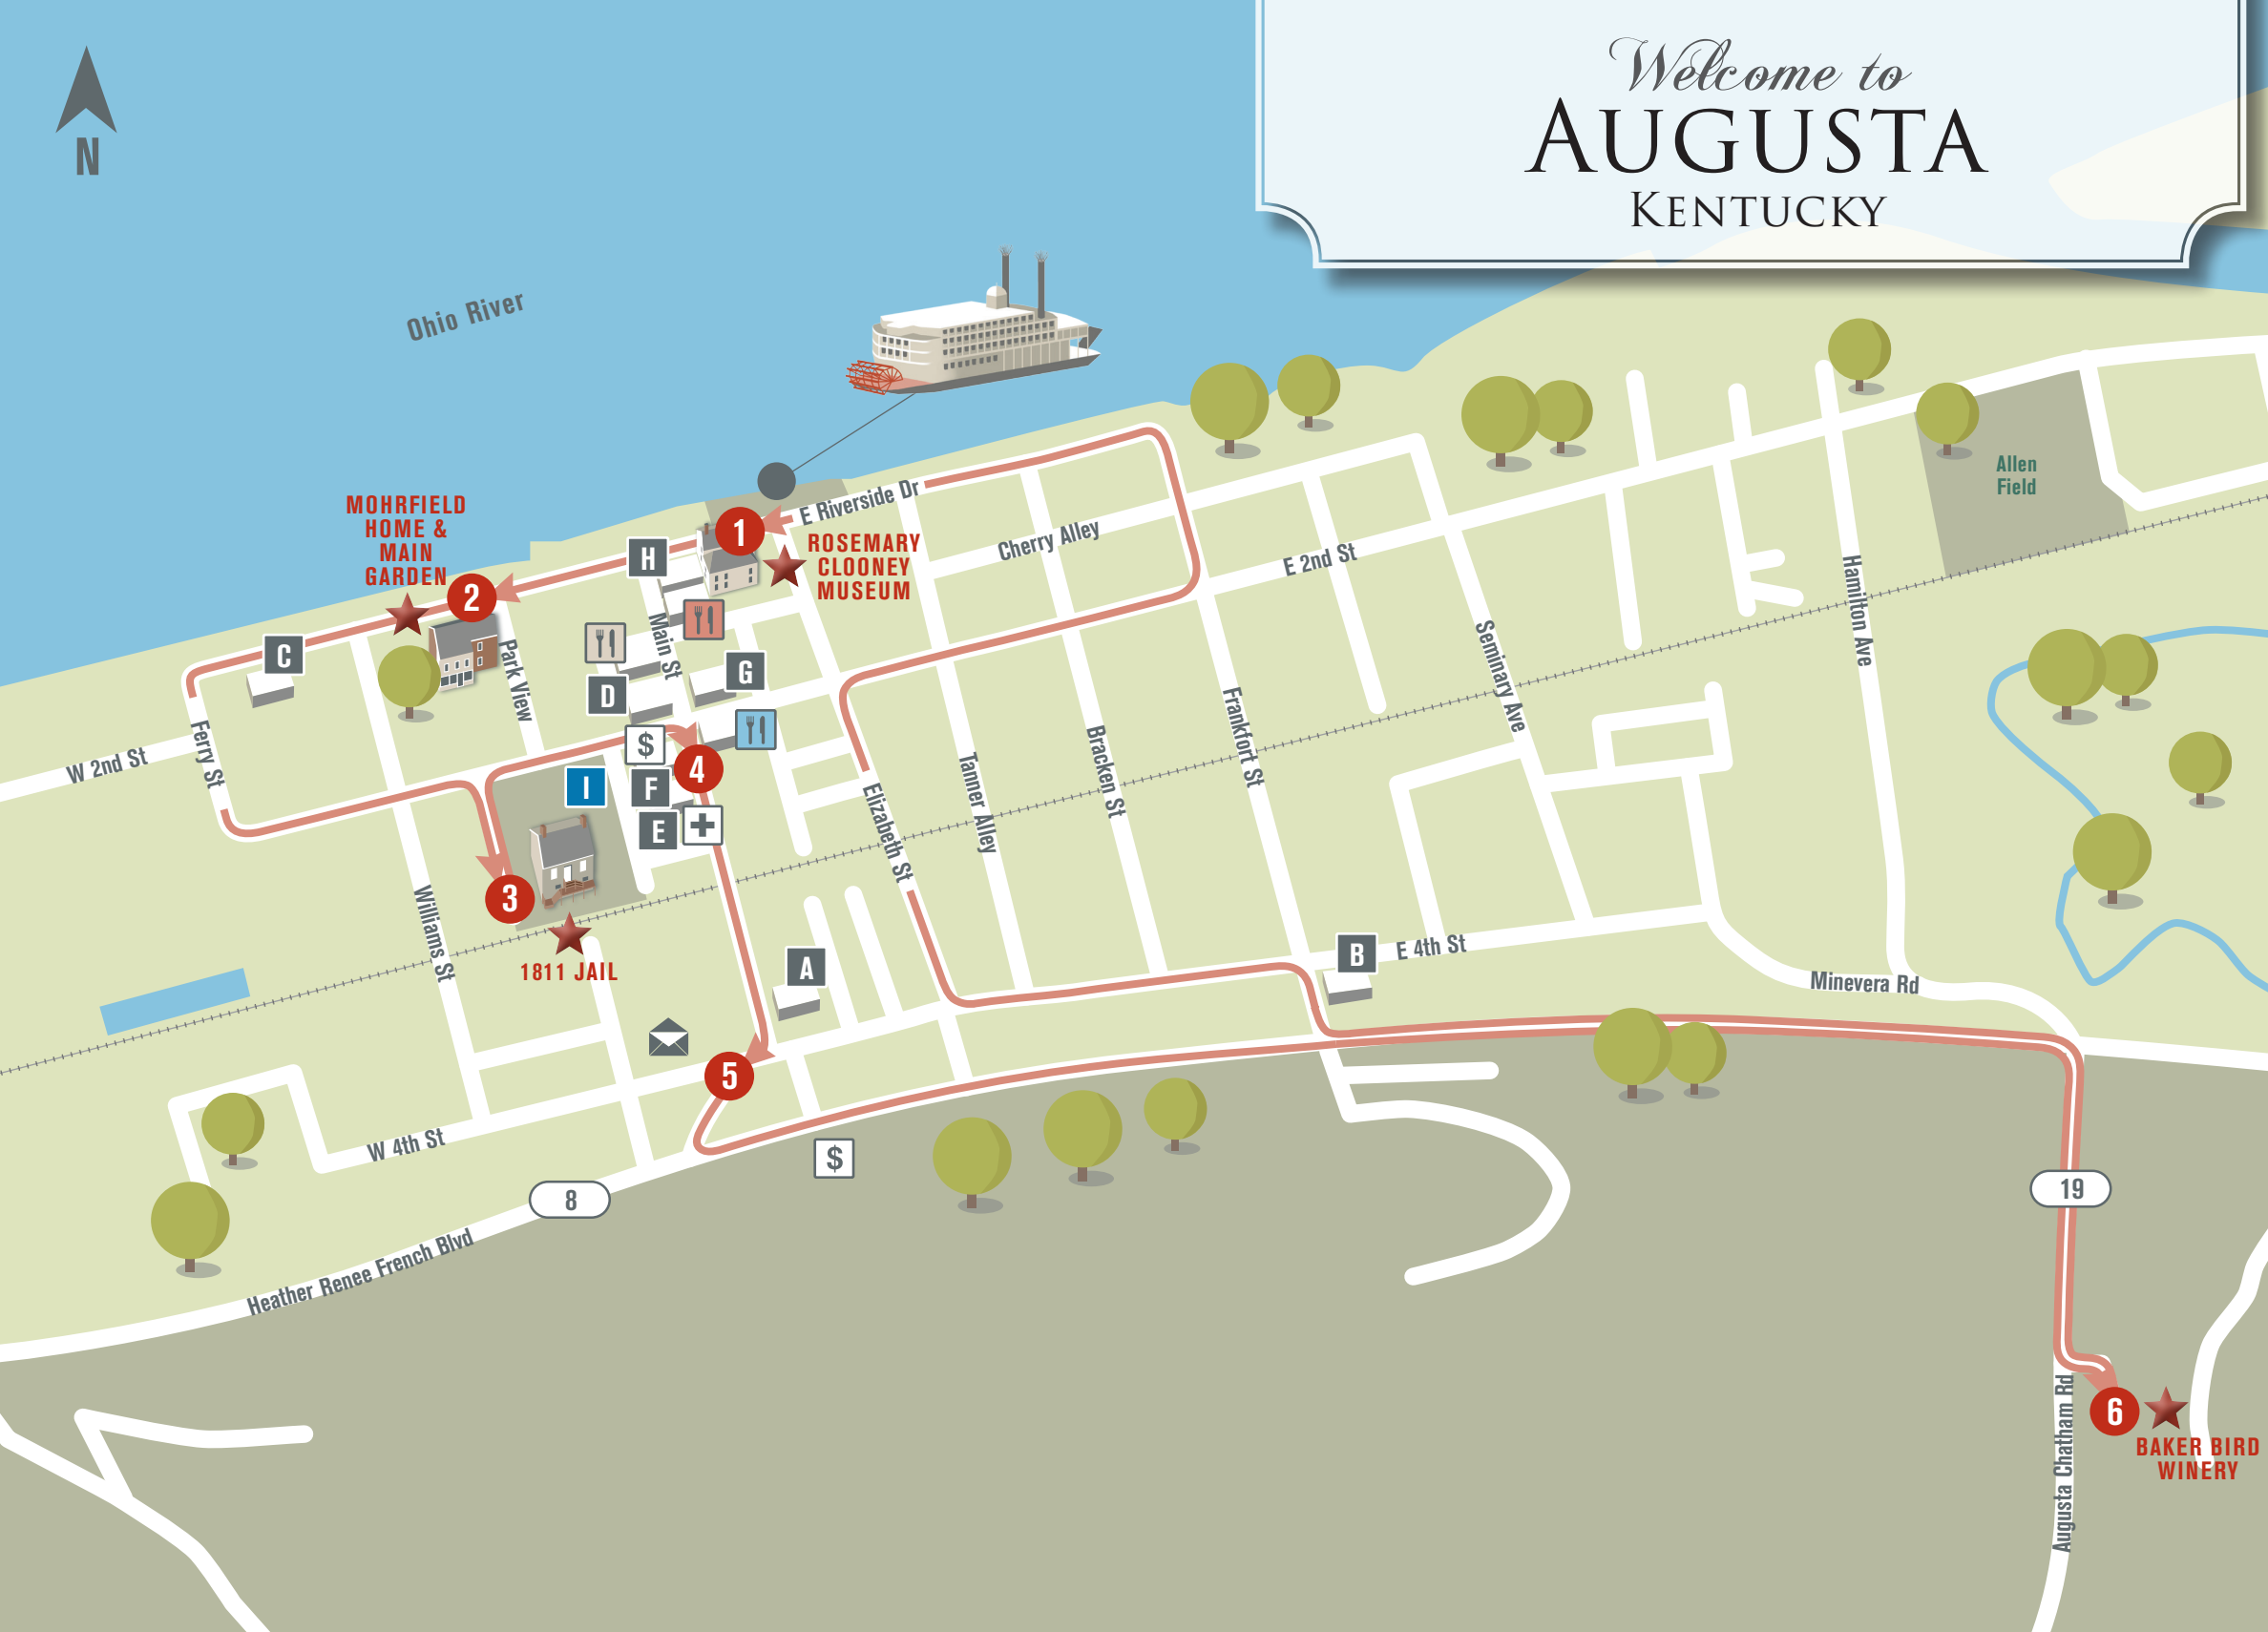 Welcome to
AUGUSTA
KENTUCKY
N
Ohio River
MOHRFIELD
HOME &
MAIN
GARDEN
E Riverside Dr
1
ROSEMARY
CLOONEY
MUSEUM
H
2
C
Cherry Alley
E 2nd St
Allen
Field
Main St
Park View
G
D
$
4
I
F
E
3
1811 JAIL
W 2nd St
Ferry St
Williams St
Elizabeth St
Tanner Alley
Bracken St
Frankfort St
Seminary Ave
Hamilton Ave
A
B
E 4th St
Minevera Rd
5
W 4th St
$
8
19
Heather Renee French Blvd
Augusta Chatham Rd
6
BAKER BIRD
WINERY